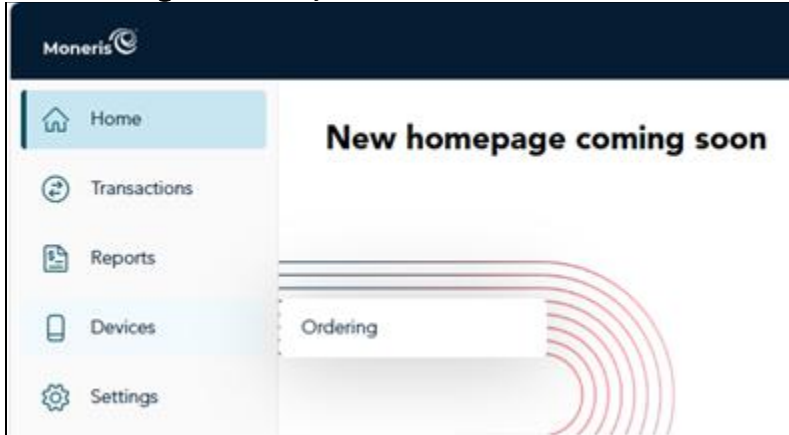 Moneris
Home
New homepage coming soon
Transactions
Reports
Devices
Ordering
Settings